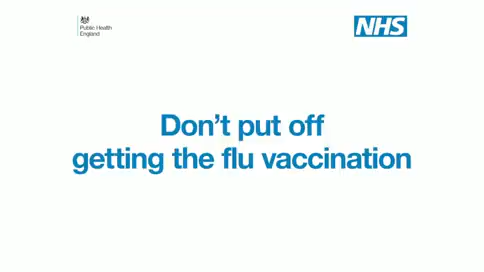 Public Health
England
NHS
Don't put off
getting the flu vaccination